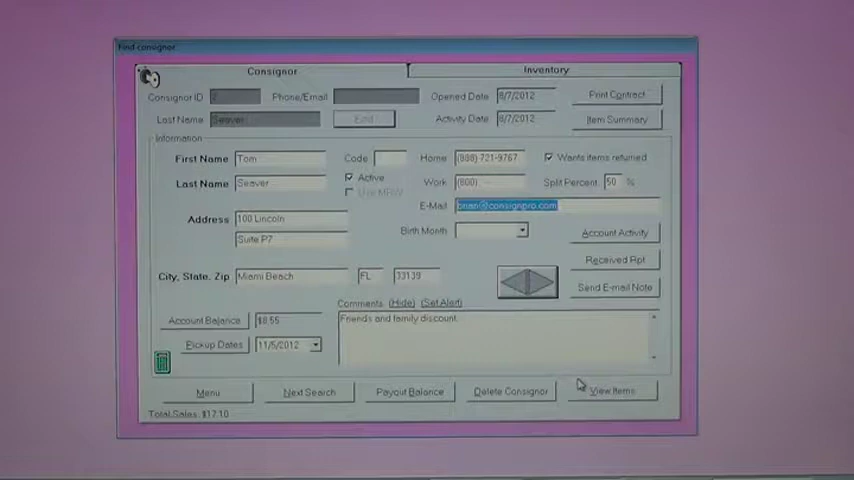 Find consignor
Consignor
Inventory
Consignor ID
Phone/Email
Opened Date 8/7/2012
Print Contract
Last Name Seaver
Find
Activity Date 8/7/2012
Item Summary
Information
First Name Tom
Code
Home (888)-721-9767
Wants items returned
Active
Last Name Seaver
Work (800)
Split Percent 50 %
E-Mail brian@consignpro.com
Address 100 Lincoln
Suite P7
Birth Month
Account Activity
Received Rpt
City, State, Zip Miami Beach FL 33139
Send E-mail Note
Comments (Hide) (Set Alert)
Account Balance $8.55
Friends and family discount.
Pickup Dates 11/5/2012
Menu
Next Search
Payout Balance
Delete Consignor
View Items
Total Sales: $17.10